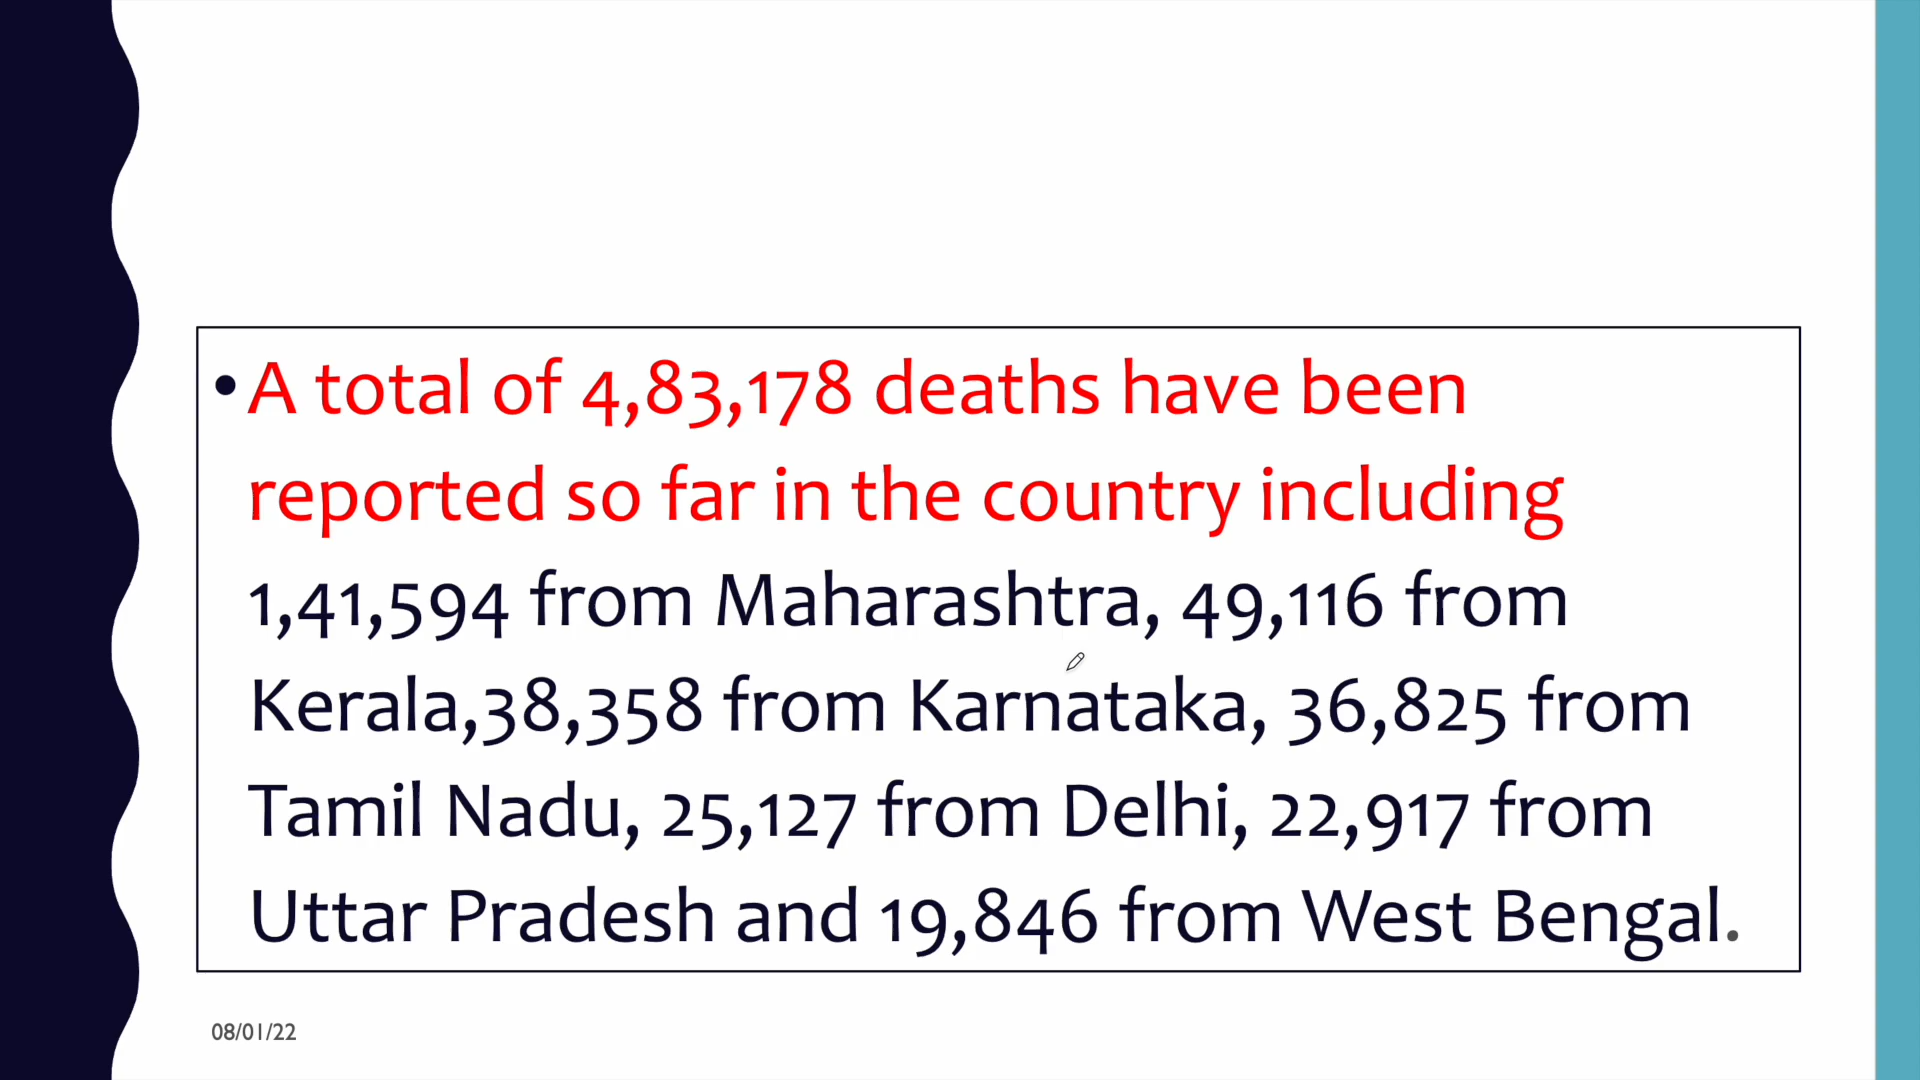 •A total of 4,83,178 deaths have been
reported so far in the country including
1,41,594 from Maharashtra, 49,116 from
Kerala,38,358 from Karnataka, 36,825 from
Tamil Nadu, 25,127 from Delhi, 22,917 from
Uttar Pradesh and 19,846 from West Bengal.
08/01/22